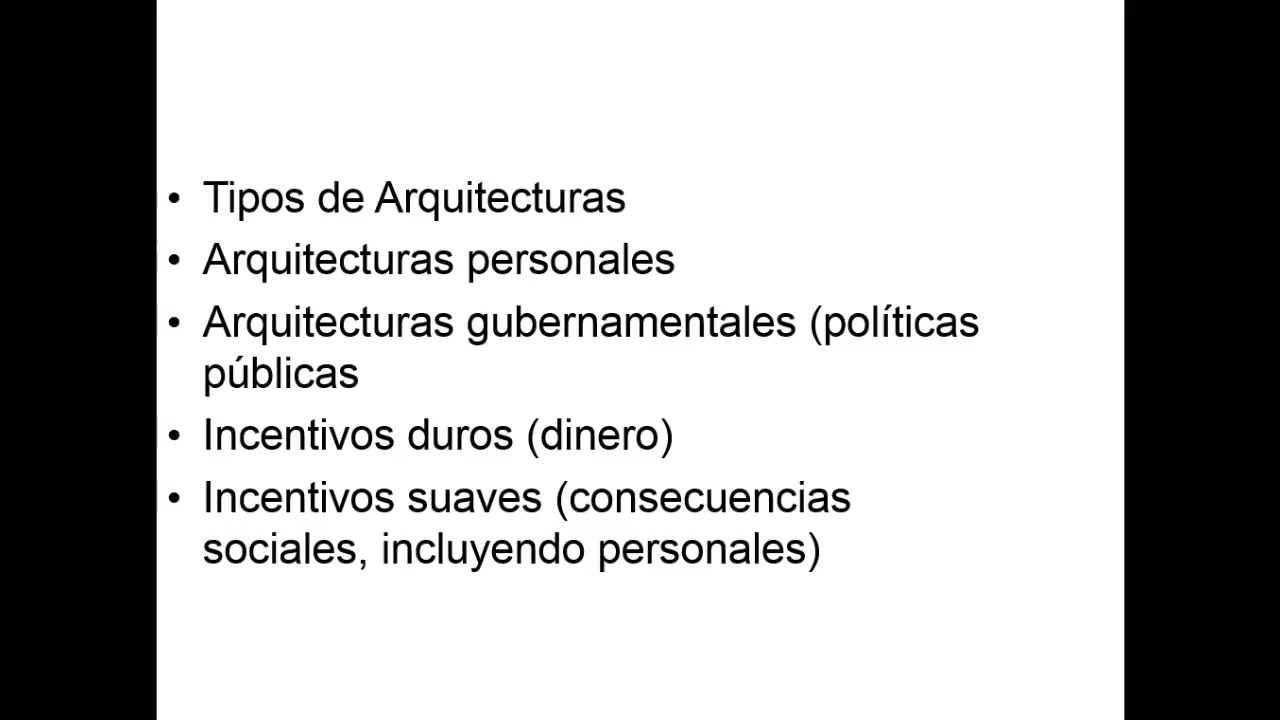 • Tipos de Arquitecturas
• Arquitecturas personales
• Arquitecturas gubernamentales (políticas
públicas
• Incentivos duros (dinero)
• Incentivos suaves (consecuencias
sociales, incluyendo personales)